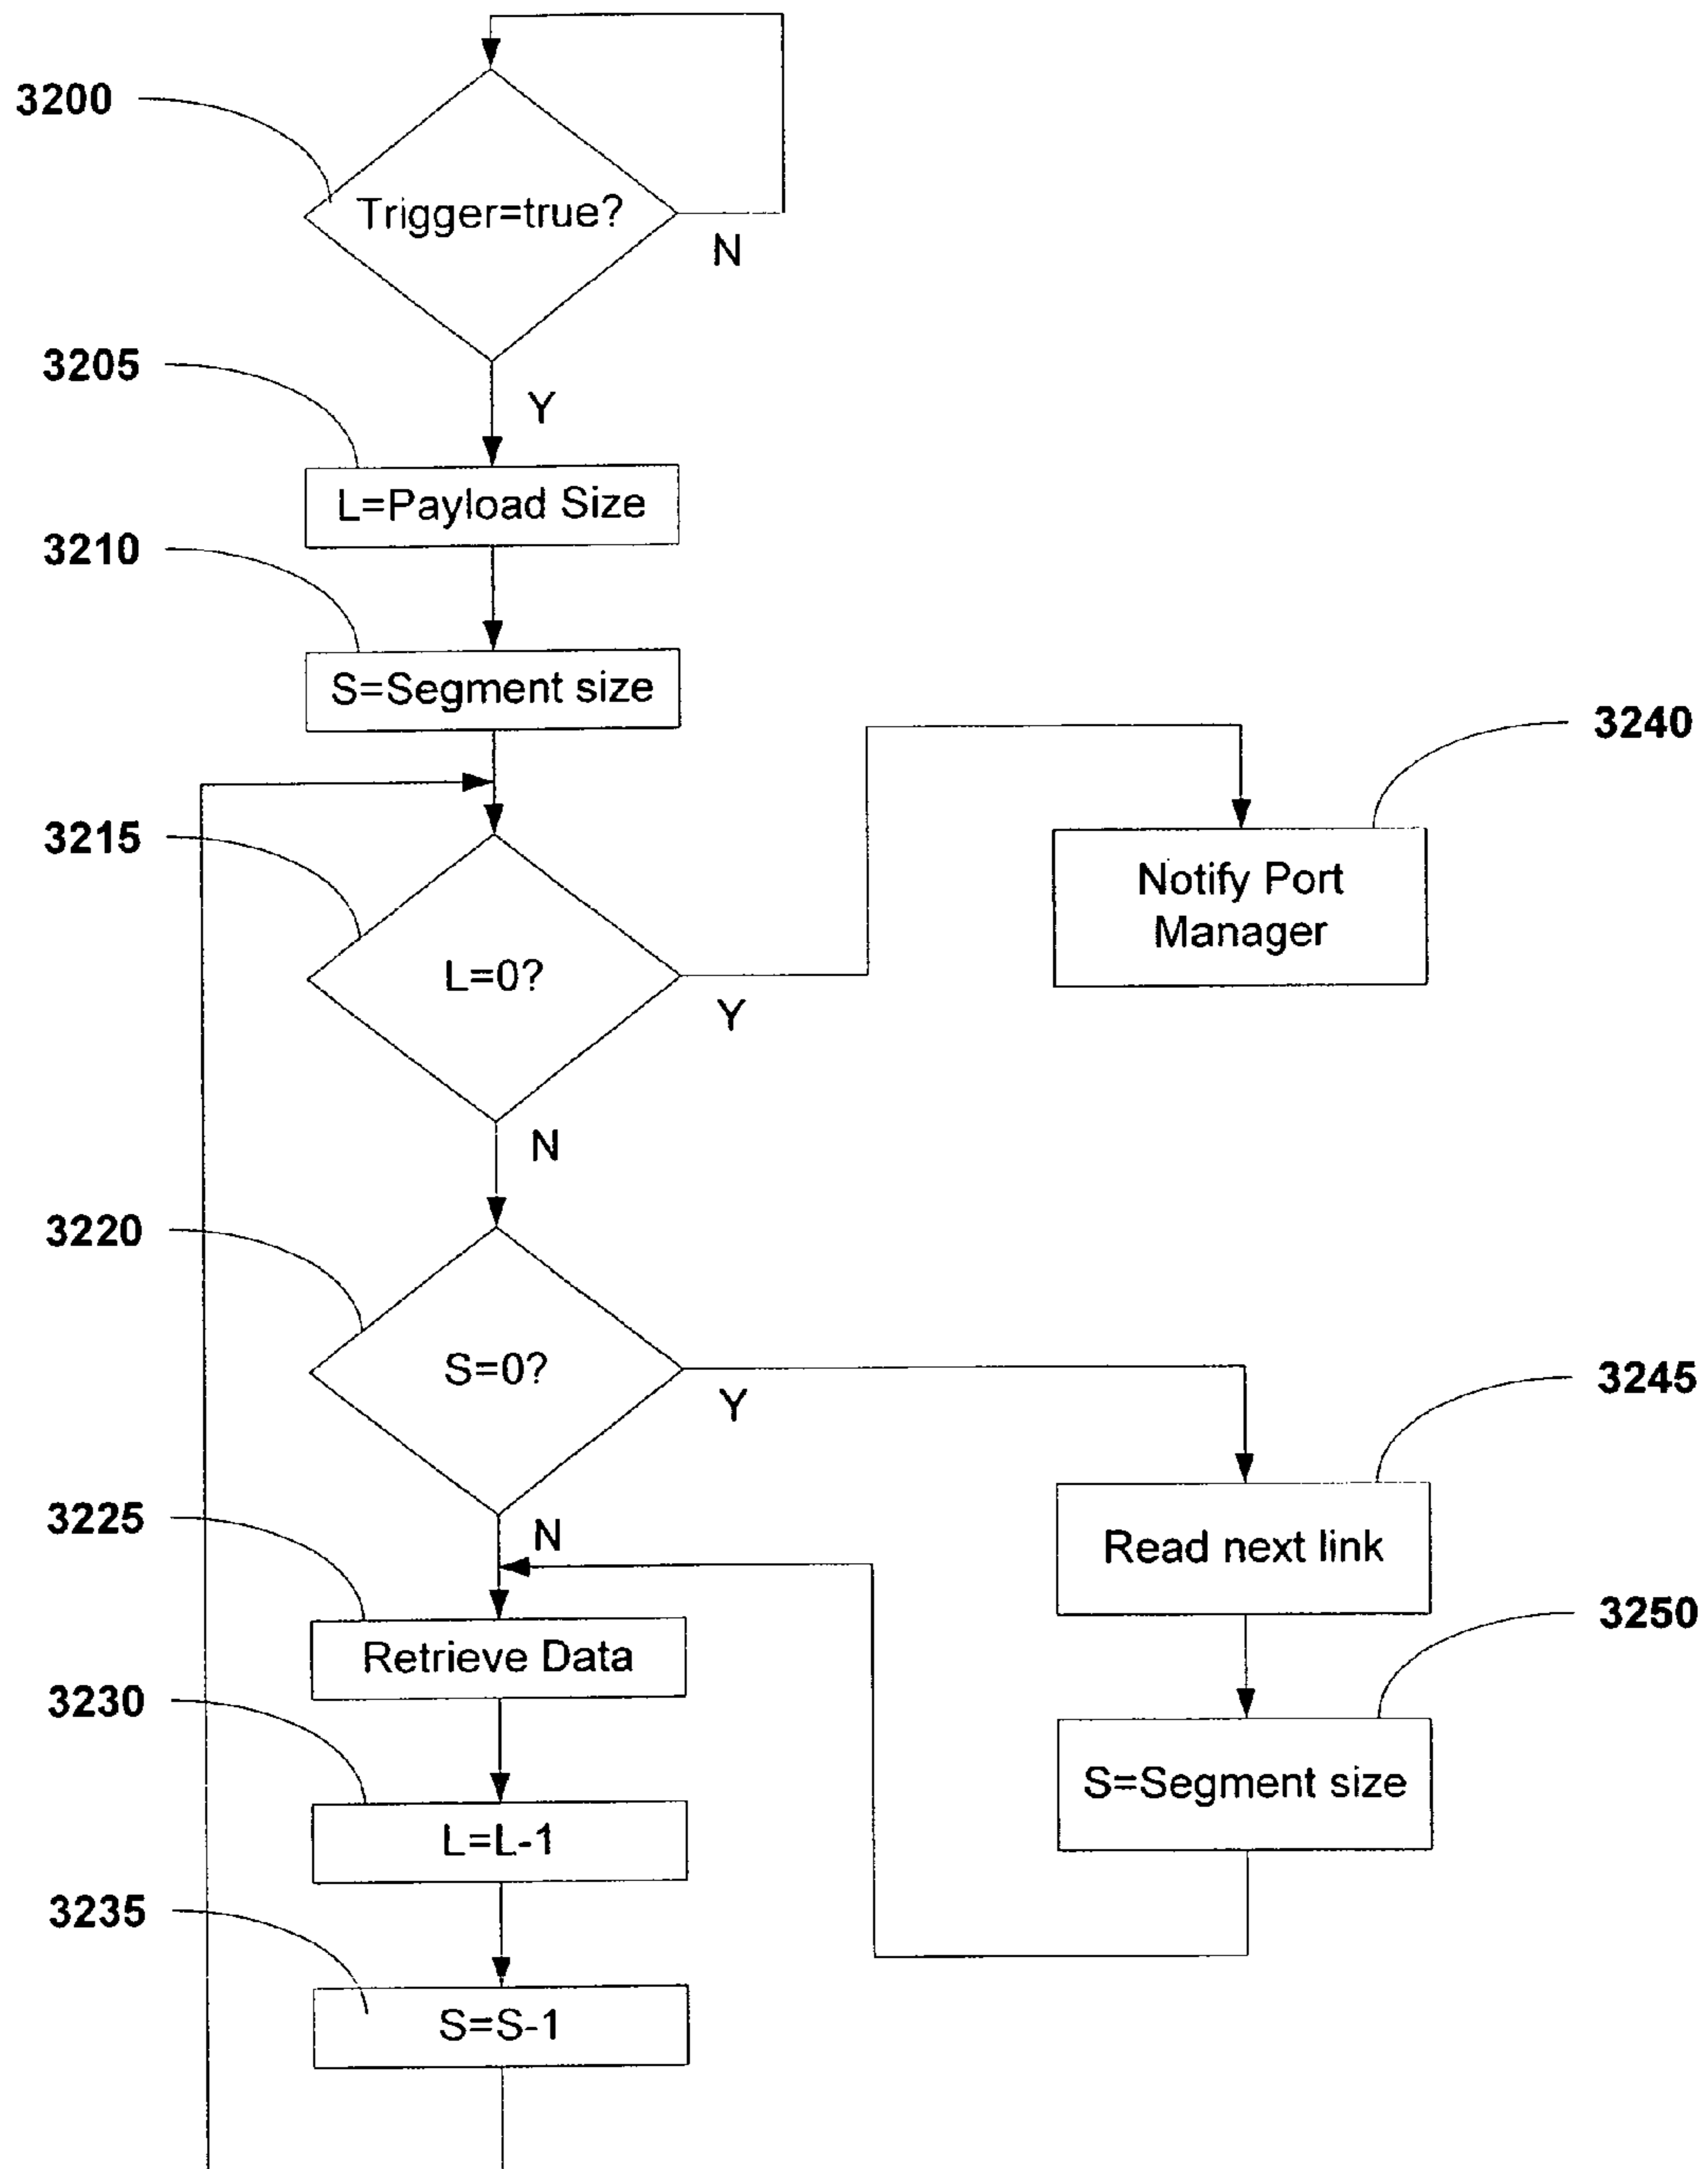 3200
Trigger=true?
N
3205
Y
L=Payload Size
3210
S=Segment size
3240
3215
Notify Port
Manager
L=0?
Y
N
3220
S=0?
Y
3245
3225
N
Read next link
3250
Retrieve Data
3230
S=Segment size
L=L-1
3235
S=S-1